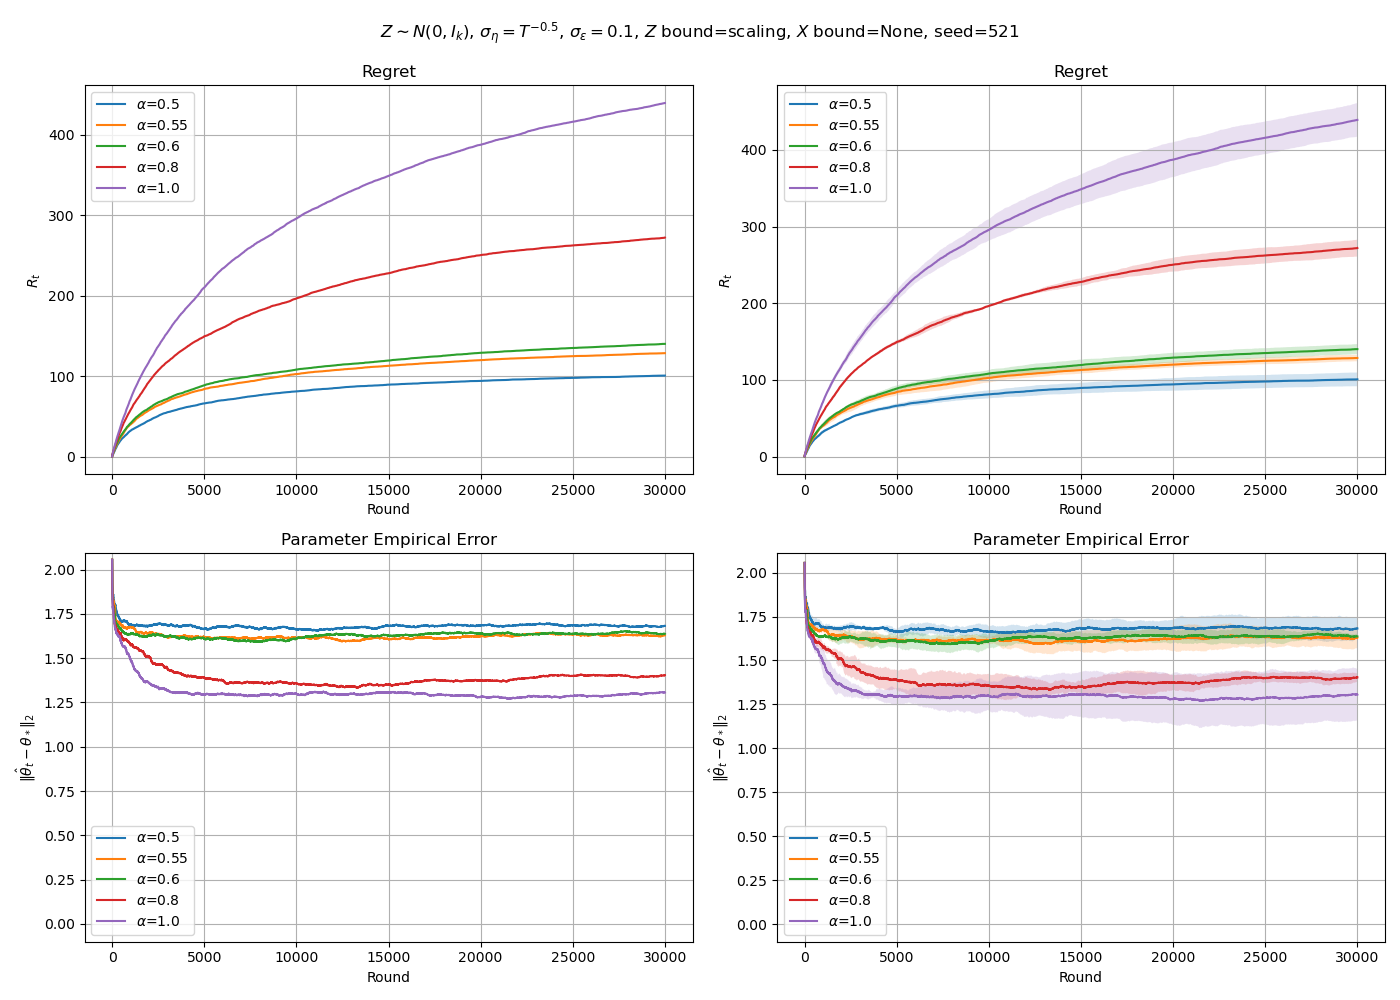 Z ∼ N(0, I_k), σ_η = T^{−0.5}, σ_ε = 0.1, Z bound=scaling, X bound=None, seed=521
Regret
R_t
400
300
200
100
0
α=0.5
α=0.55
α=0.6
α=0.8
α=1.0
0 5000 10000 15000 20000 25000 30000
Round
Regret
R_t
400
300
200
100
0
α=0.5
α=0.55
α=0.6
α=0.8
α=1.0
0 5000 10000 15000 20000 25000 30000
Round
Parameter Empirical Error
‖θ̂_t − θ_*‖_2
2.00
1.75
1.50
1.25
1.00
0.75
0.50
0.25
0.00
α=0.5
α=0.55
α=0.6
α=0.8
α=1.0
0 5000 10000 15000 20000 25000 30000
Round
Parameter Empirical Error
‖θ̂_t − θ_*‖_2
2.00
1.75
1.50
1.25
1.00
0.75
0.50
0.25
0.00
α=0.5
α=0.55
α=0.6
α=0.8
α=1.0
0 5000 10000 15000 20000 25000 30000
Round